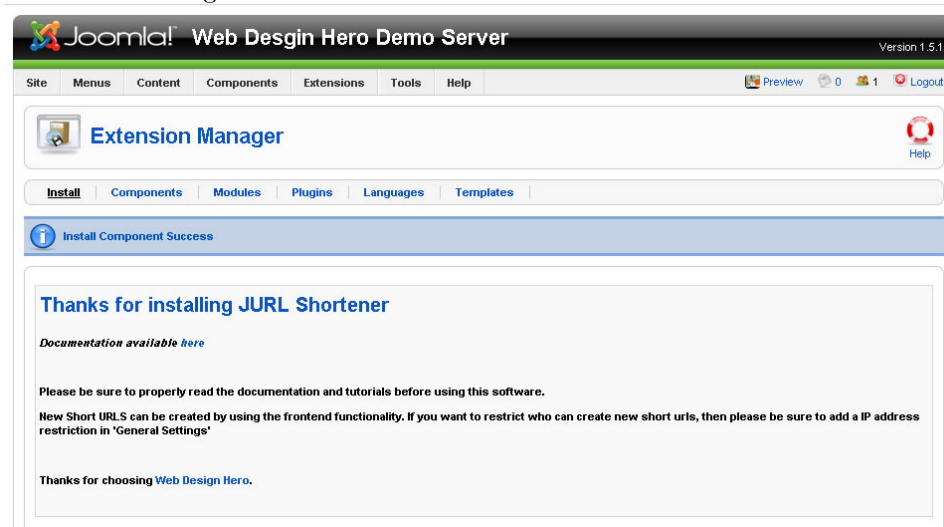 Joomla! Web Desgin Hero Demo Server
Version 1.5.1
Site Menus Content Components Extensions Tools Help Preview 0 1 Logout
Extension Manager
Help
Install Components Modules Plugins Languages Templates
Install Component Success
Thanks for installing JURL Shortener
Documentation available here
Please be sure to properly read the documentation and tutorials before using this software.
New Short URLS can be created by using the frontend functionality. If you want to restrict who can create new short urls, then please be sure to add a IP address
restriction in 'General Settings'
Thanks for choosing Web Design Hero.